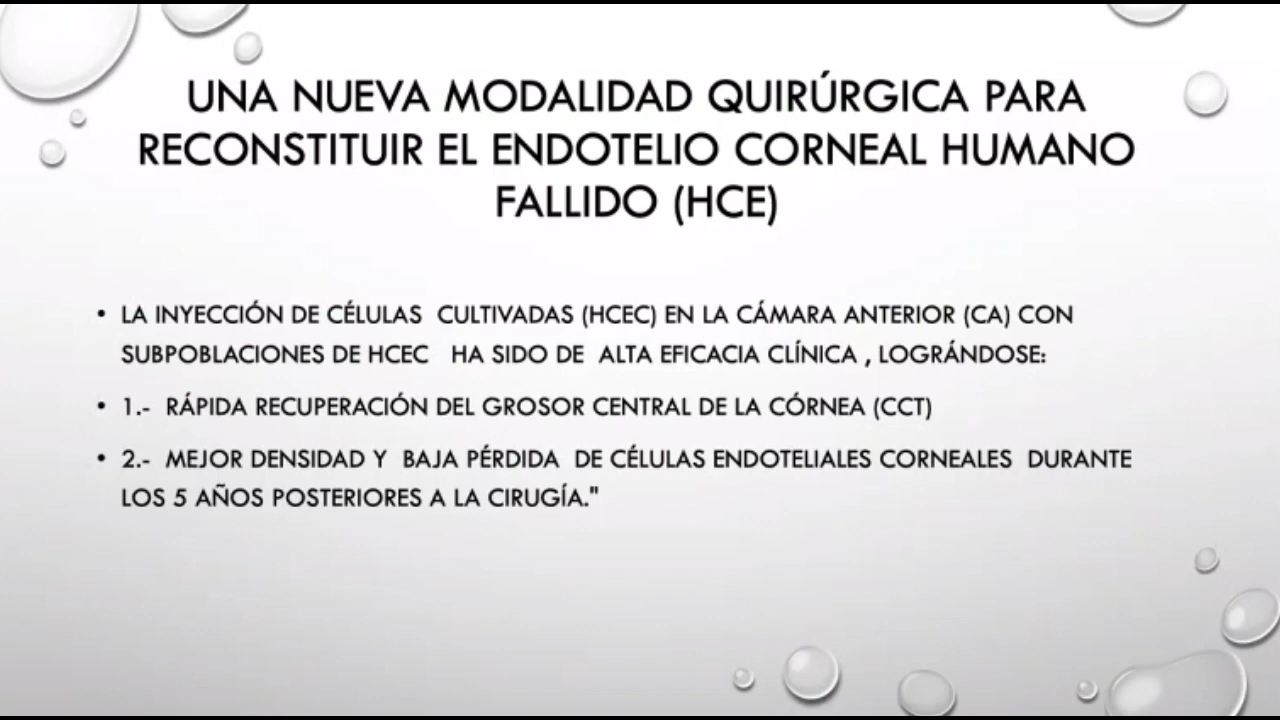 UNA NUEVA MODALIDAD QUIRÚRGICA PARA
RECONSTITUIR EL ENDOTELIO CORNEAL HUMANO
FALLIDO (HCE)
• LA INYECCIÓN DE CÉLULAS CULTIVADAS (HCEC) EN LA CÁMARA ANTERIOR (CA) CON
SUBPOBLACIONES DE HCEC HA SIDO DE ALTA EFICACIA CLÍNICA , LOGRÁNDOSE:
• 1.- RÁPIDA RECUPERACIÓN DEL GROSOR CENTRAL DE LA CÓRNEA (CCT)
• 2.- MEJOR DENSIDAD Y BAJA PÉRDIDA DE CÉLULAS ENDOTELIALES CORNEALES DURANTE
LOS 5 AÑOS POSTERIORES A LA CIRUGÍA."